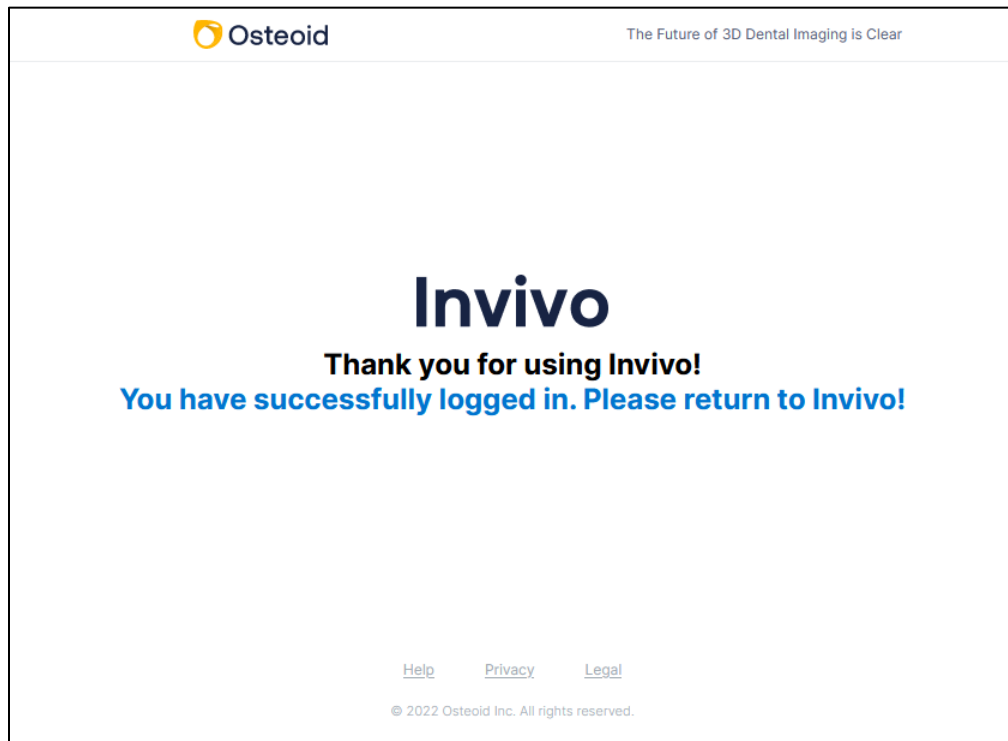 Osteoid
The Future of 3D Dental Imaging is Clear
Invivo
Thank you for using Invivo!
You have successfully logged in. Please return to Invivo!
Help Privacy Legal
© 2022 Osteoid Inc. All rights reserved.